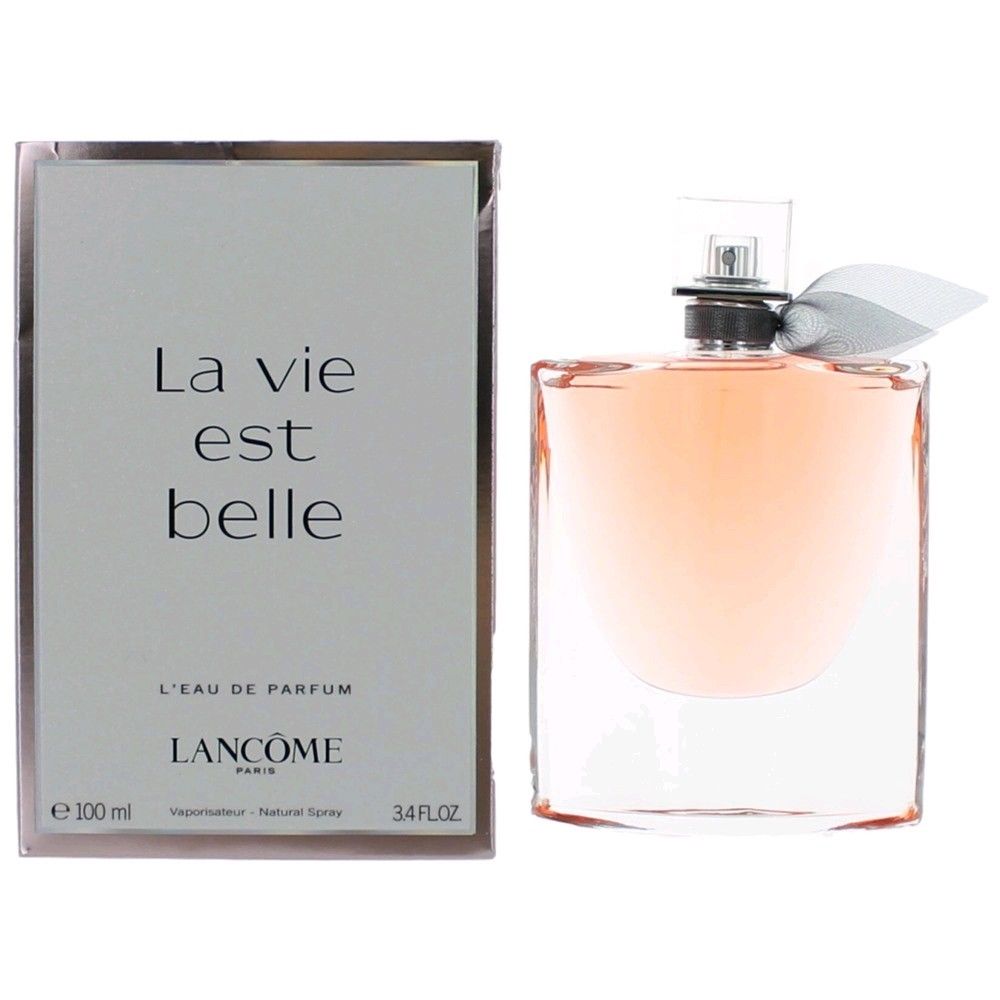 La vie
est
belle
L'EAU DE PARFUM
LANCÔME
PARIS
℮ 100 ml Vaporisateur - Natural Spray 3.4 FL.OZ.